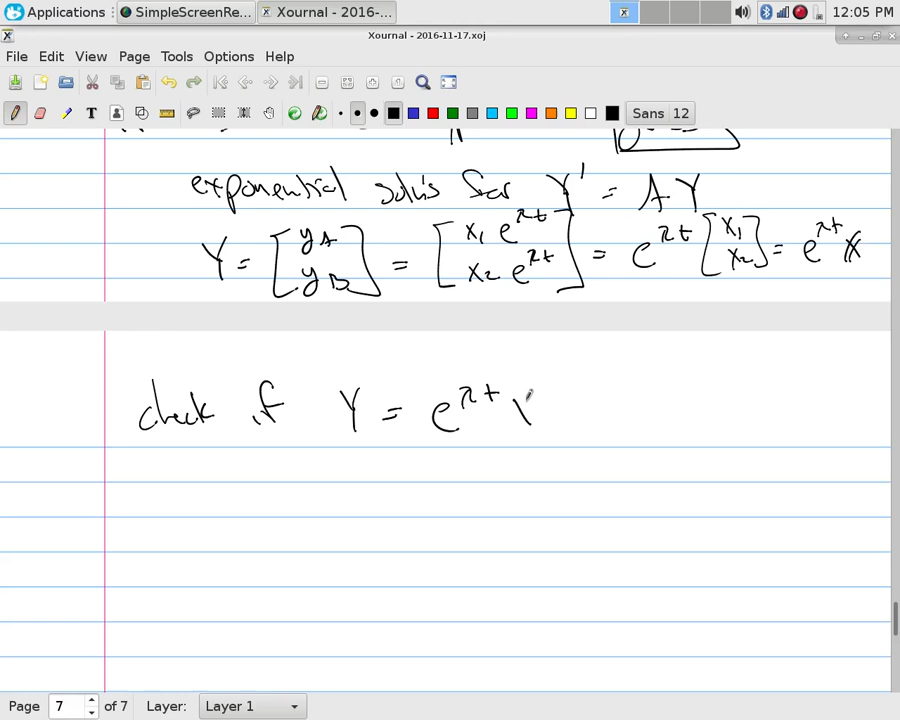 Applications SimpleScreenRe... Xournal - 2016-... 12:05 PM
Xournal - 2016-11-17.xoj
File Edit View Page Tools Options Help
Sans 12
exponential sol'ns for Y' = AY
Y = [y_A y_B] = [x₁ e^{λt} x₂ e^{λt}] = e^{λt} [x₁ x₂] = e^{λt} X
check if Y = e^{λt}
Page 7 of 7 Layer: Layer 1